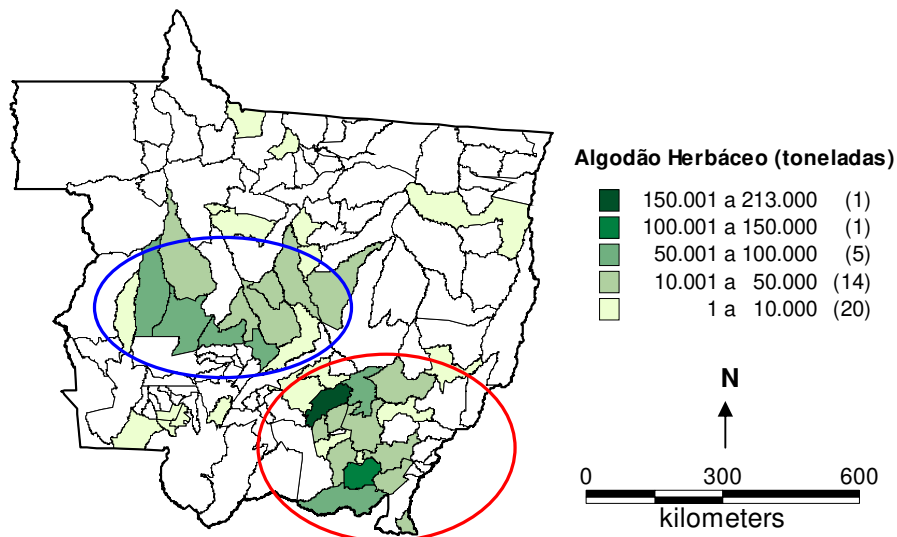 Algodão Herbáceo (toneladas)
150.001 a 213.000 (1)
100.001 a 150.000 (1)
50.001 a 100.000 (5)
10.001 a 50.000 (14)
1 a 10.000 (20)
N
0 300 600
kilometers